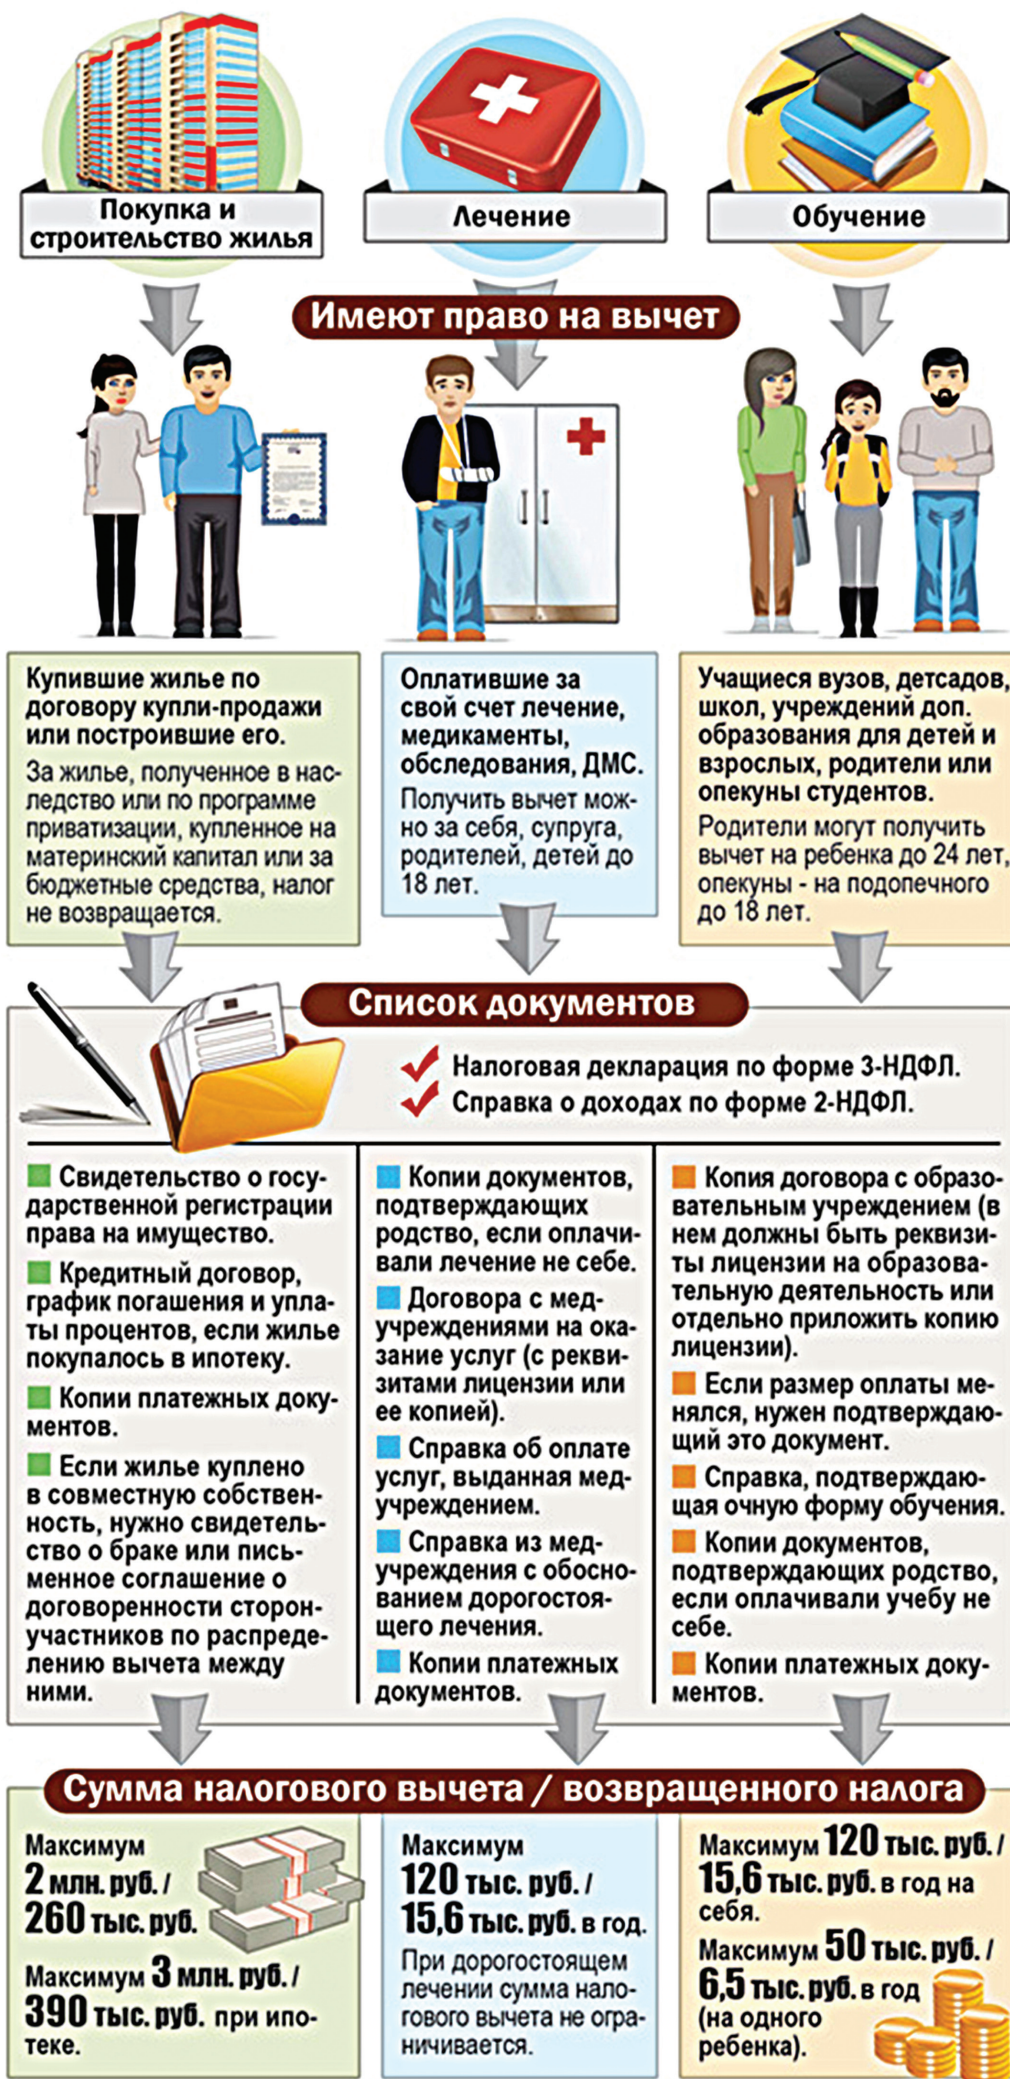 Покупка и
строительство жилья
Лечение
Обучение
Имеют право на вычет
Купившие жилье по
договору купли-продажи
или построившие его.
За жилье, полученное в нас-
ледство или по программе
приватизации, купленное на
материнский капитал или за
бюджетные средства, налог
не возвращается.
Оплатившие за
свой счет лечение,
медикаменты,
обследования, ДМС.
Получить вычет мож-
но за себя, супруга,
родителей, детей до
18 лет.
Учащиеся вузов, детсадов,
школ, учреждений доп.
образования для детей и
взрослых, родители или
опекуны студентов.
Родители могут получить
вычет на ребенка до 24 лет,
опекуны - на подопечного
до 18 лет.
Список документов
Налоговая декларация по форме 3-НДФЛ.
Справка о доходах по форме 2-НДФЛ.
Свидетельство о госу-
дарственной регистрации
права на имущество.
Кредитный договор,
график погашения и упла-
ты процентов, если жилье
покупалось в ипотеку.
Копии платежных доку-
ментов.
Если жилье куплено
в совместную собствен-
ность, нужно свидетель-
ство о браке или пись-
менное соглашение о
договоренности сторон-
участников по распреде-
лению вычета между
ними.
Копии документов,
подтверждающих
родство, если оплачи-
вали лечение не себе.
Договора с мед-
учреждениями на ока-
зание услуг (с рекви-
зитами лицензии или
ее копией).
Справка об оплате
услуг, выданная мед-
учреждением.
Справка из мед-
учреждения с обосно-
ванием дорогостоя-
щего лечения.
Копии платежных
документов.
Копия договора с образо-
вательным учреждением (в
нем должны быть реквизи-
ты лицензии на образова-
тельную деятельность или
отдельно приложить копию
лицензии).
Если размер оплаты ме-
нялся, нужен подтверждаю-
щий это документ.
Справка, подтверждаю-
щая очную форму обучения.
Копии документов,
подтверждающих родство,
если оплачивали учебу не
себе.
Копии платежных доку-
ментов.
Сумма налогового вычета / возвращенного налога
Максимум
2 млн. руб. /
260 тыс. руб.
Максимум 3 млн. руб. /
390 тыс. руб. при ипо-
теке.
Максимум
120 тыс. руб. /
15,6 тыс. руб. в год.
При дорогостоящем
лечении сумма нало-
гового вычета не огра-
ничивается.
Максимум 120 тыс. руб. /
15,6 тыс. руб. в год на
себя.
Максимум 50 тыс. руб. /
6,5 тыс. руб. в год
(на одного
ребенка).